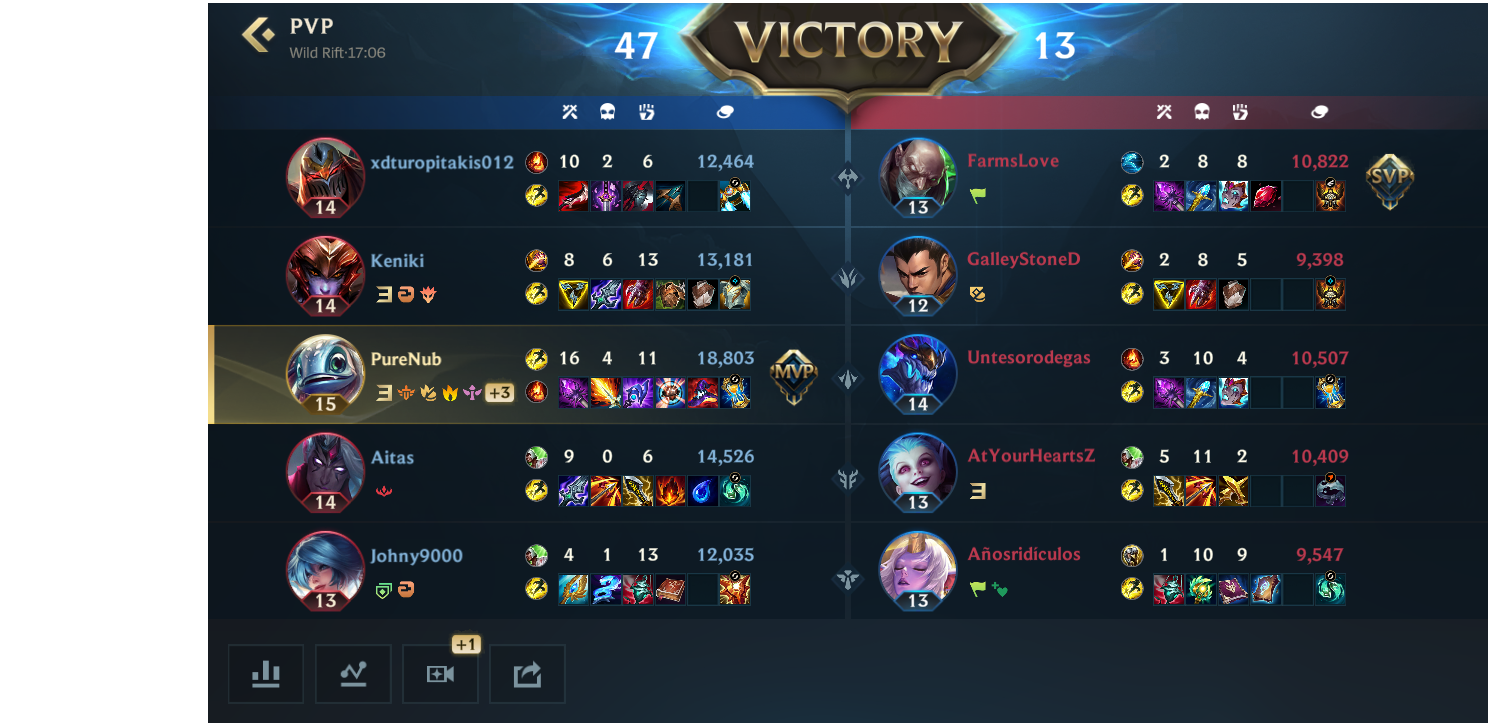 PVP
Wild Rift·17:06
47 VICTORY 13
xdturopitakis012 10 2 6 12,464
14
FarmsLove 2 8 8 10,822 SVP
13
Keniki 8 6 13 13,181
14
GalleyStoneD 2 8 5 9,398
12
PureNub 16 4 11 18,803 MVP
+3
15
Untesorodegas 3 10 4 10,507
14
Aitas 9 0 6 14,526
14
AtYourHeartsZ 5 11 2 10,409
13
Johny9000 4 1 13 12,035
13
Añosridículos 1 10 9 9,547
13
+1